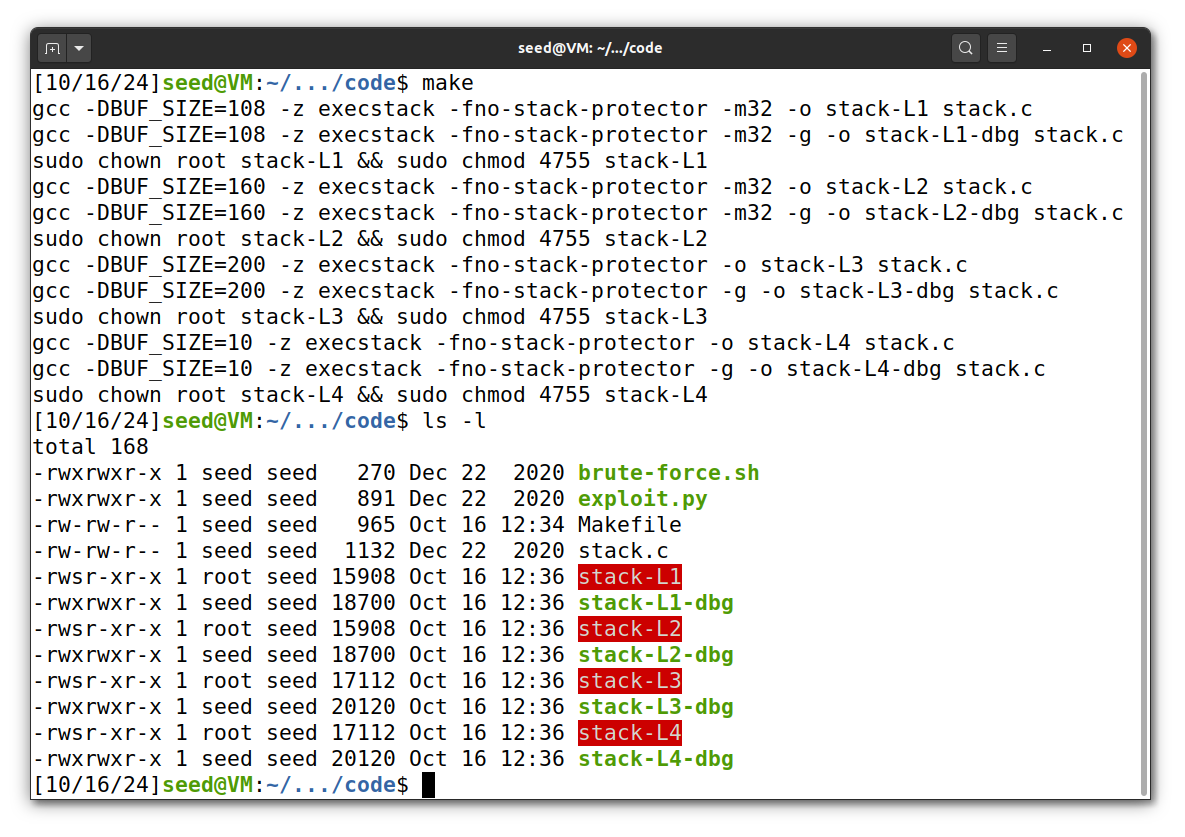 seed@VM: ~/.../code
[10/16/24]seed@VM:~/.../code$ make
gcc -DBUF_SIZE=108 -z execstack -fno-stack-protector -m32 -o stack-L1 stack.c
gcc -DBUF_SIZE=108 -z execstack -fno-stack-protector -m32 -g -o stack-L1-dbg stack.c
sudo chown root stack-L1 && sudo chmod 4755 stack-L1
gcc -DBUF_SIZE=160 -z execstack -fno-stack-protector -m32 -o stack-L2 stack.c
gcc -DBUF_SIZE=160 -z execstack -fno-stack-protector -m32 -g -o stack-L2-dbg stack.c
sudo chown root stack-L2 && sudo chmod 4755 stack-L2
gcc -DBUF_SIZE=200 -z execstack -fno-stack-protector -o stack-L3 stack.c
gcc -DBUF_SIZE=200 -z execstack -fno-stack-protector -g -o stack-L3-dbg stack.c
sudo chown root stack-L3 && sudo chmod 4755 stack-L3
gcc -DBUF_SIZE=10 -z execstack -fno-stack-protector -o stack-L4 stack.c
gcc -DBUF_SIZE=10 -z execstack -fno-stack-protector -g -o stack-L4-dbg stack.c
sudo chown root stack-L4 && sudo chmod 4755 stack-L4
[10/16/24]seed@VM:~/.../code$ ls -l
total 168
-rwxrwxr-x 1 seed seed   270 Dec 22  2020 brute-force.sh
-rwxrwxr-x 1 seed seed   891 Dec 22  2020 exploit.py
-rw-rw-r-- 1 seed seed   965 Oct 16 12:34 Makefile
-rw-rw-r-- 1 seed seed  1132 Dec 22  2020 stack.c
-rwsr-xr-x 1 root seed 15908 Oct 16 12:36 stack-L1
-rwxrwxr-x 1 seed seed 18700 Oct 16 12:36 stack-L1-dbg
-rwsr-xr-x 1 root seed 15908 Oct 16 12:36 stack-L2
-rwxrwxr-x 1 seed seed 18700 Oct 16 12:36 stack-L2-dbg
-rwsr-xr-x 1 root seed 17112 Oct 16 12:36 stack-L3
-rwxrwxr-x 1 seed seed 20120 Oct 16 12:36 stack-L3-dbg
-rwsr-xr-x 1 root seed 17112 Oct 16 12:36 stack-L4
-rwxrwxr-x 1 seed seed 20120 Oct 16 12:36 stack-L4-dbg
[10/16/24]seed@VM:~/.../code$